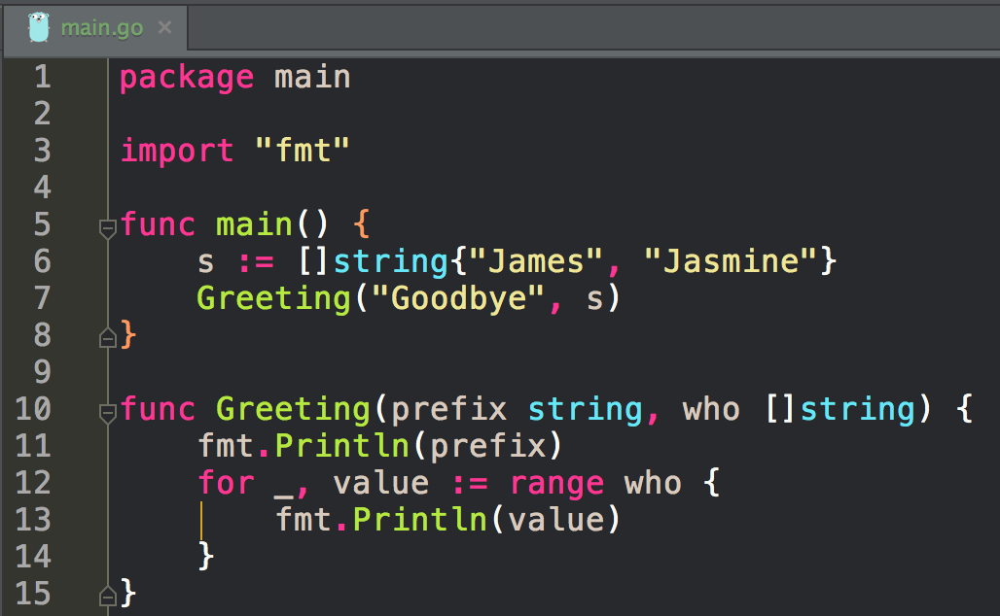 main.go ×
1 package main
2
3 import "fmt"
4
5 func main() {
6     s := []string{"James", "Jasmine"}
7     Greeting("Goodbye", s)
8 }
9
10 func Greeting(prefix string, who []string) {
11     fmt.Println(prefix)
12     for _, value := range who {
13         fmt.Println(value)
14     }
15 }